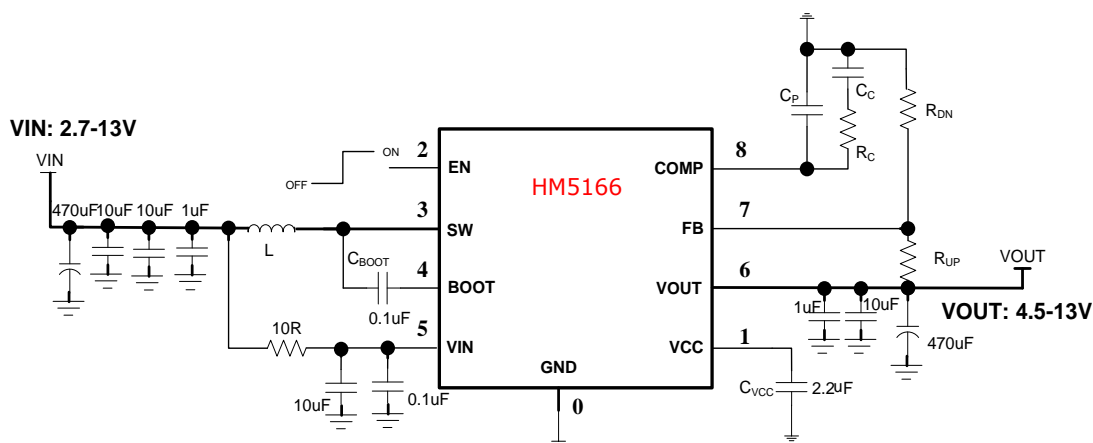 VIN: 2.7-13V
VIN
470uF
10uF
10uF
1uF
L
OFF
ON
C_BOOT
0.1uF
10R
10uF
0.1uF
2
3
4
5
EN
SW
BOOT
VIN
HM5166
GND
0
COMP
FB
VOUT
VCC
8
7
6
1
C_P
C_C
R_C
R_DN
R_UP
VOUT
VOUT: 4.5-13V
1uF
10uF
470uF
C_VCC
2.2uF